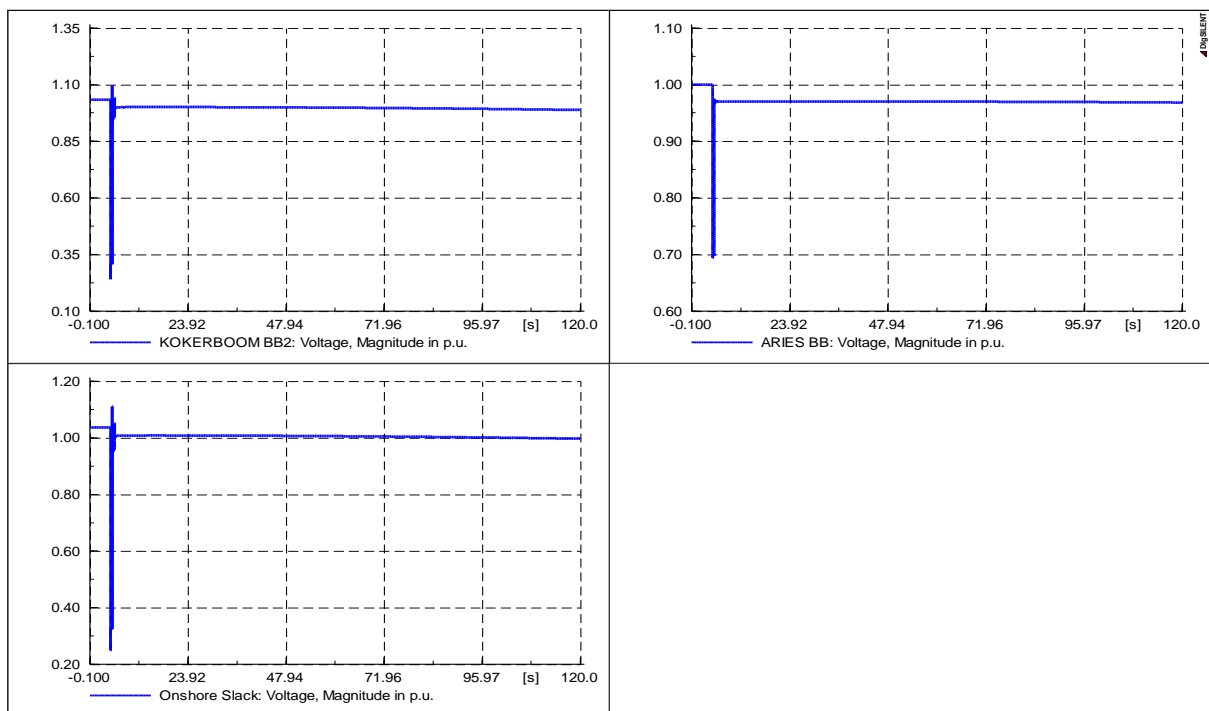 1.35
1.10
0.85
0.60
0.35
0.10
-0.100 23.92 47.94 71.96 95.97 [s] 120.0
KOKERBOOM BB2: Voltage, Magnitude in p.u.
1.10
1.00
0.90
0.80
0.70
0.60
-0.100 23.92 47.94 71.96 95.97 [s] 120.0
ARIES BB: Voltage, Magnitude in p.u.
DIgSILENT
1.20
1.00
0.80
0.60
0.40
0.20
-0.100 23.92 47.94 71.96 95.97 [s] 120.0
Onshore Slack: Voltage, Magnitude in p.u.